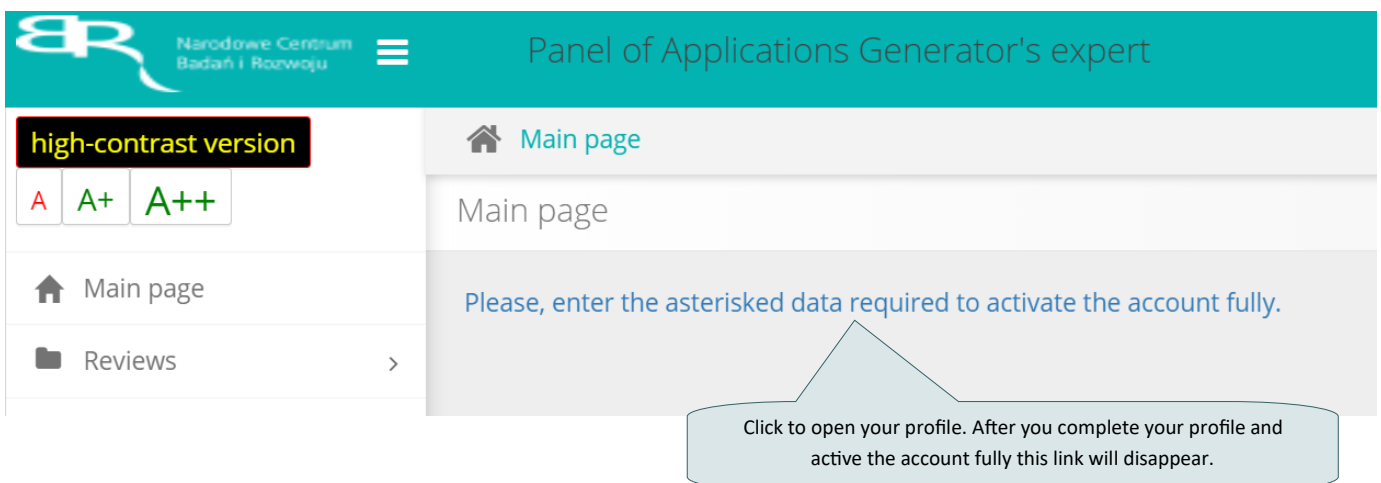 BR
Narodowe Centrum
Badań i Rozwoju
Panel of Applications Generator's expert
high-contrast version
A A+ A++
Main page
Reviews
Main page
Main page
Please, enter the asterisked data required to activate the account fully.
Click to open your profile. After you complete your profile and
active the account fully this link will disappear.